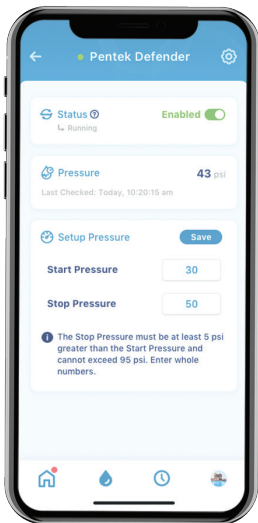 Pentek Defender
Status
Enabled
Running
Pressure
43 psi
Last Checked: Today, 10:20:15 am
Setup Pressure
Save
Start Pressure
30
Stop Pressure
50
The Stop Pressure must be at least 5 psi
greater than the Start Pressure and
cannot exceed 95 psi. Enter whole
numbers.